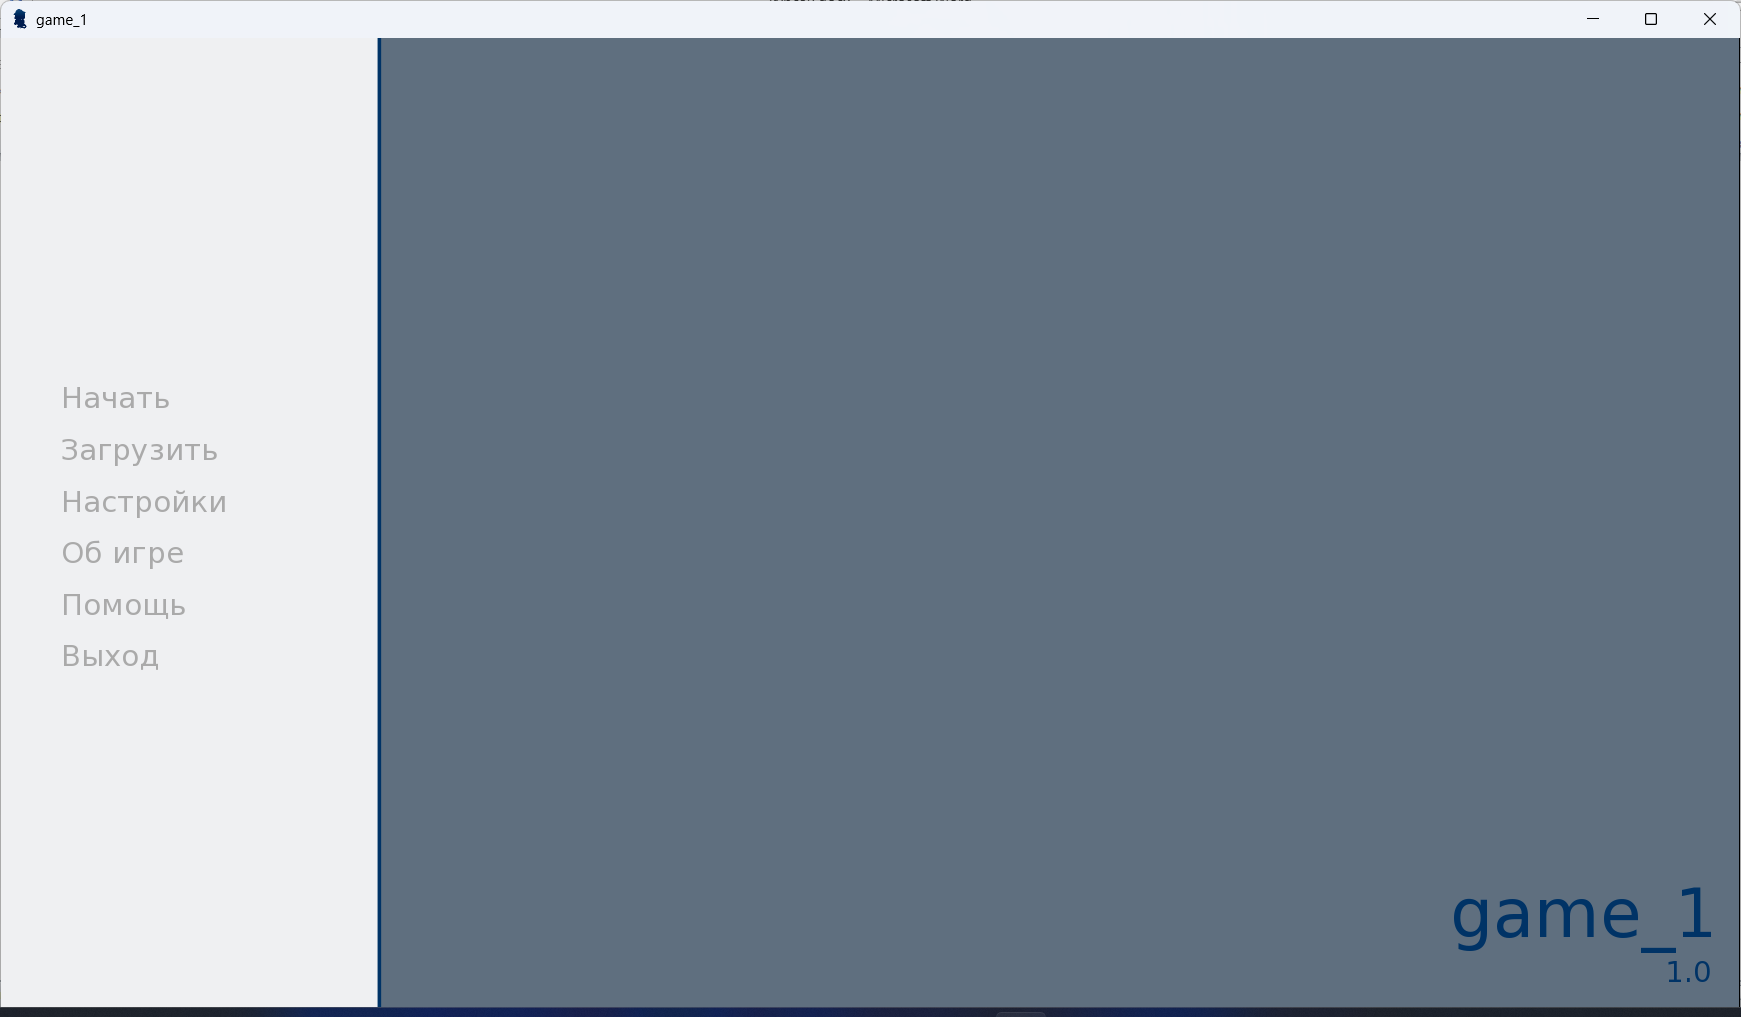 game_1
Начать
Загрузить
Настройки
Об игре
Помощь
Выход
game_1
1.0